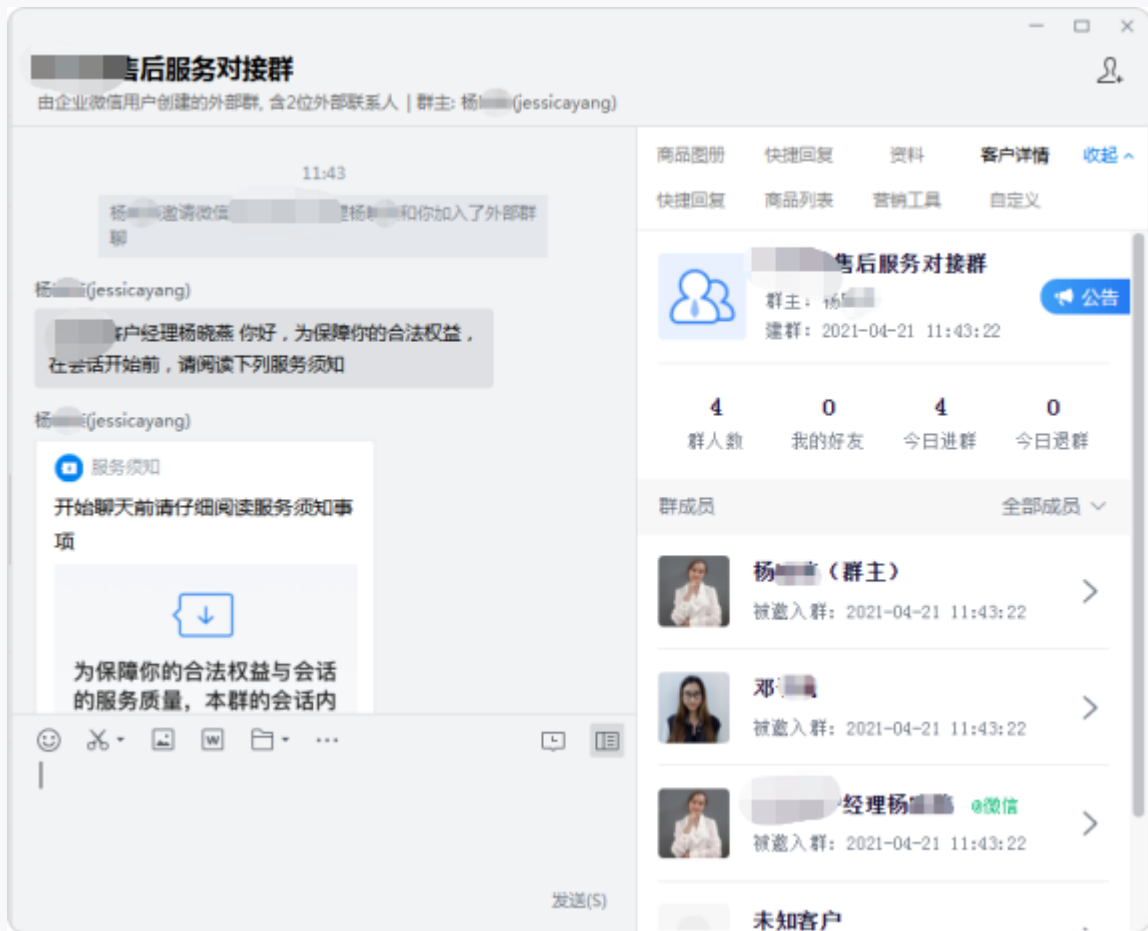 售后服务对接群
由企业微信用户创建的外部群, 含2位外部联系人 | 群主: 杨(jessicayang)
11:43
杨邀请微信理杨和你加入了外部群
聊
杨(jessicayang)
客户经理杨晓燕 你好，为保障你的合法权益，
在会话开始前，请阅读下列服务须知
杨(jessicayang)
服务须知
开始聊天前请仔细阅读服务须知事
项
为保障你的合法权益与会话
的服务质量，本群的会话内
发送(S)
商品图册 快捷回复 资料 客户详情 收起
快捷回复 商品列表 营销工具 自定义
售后服务对接群
群主: 杨
公告
建群: 2021-04-21 11:43:22
4 0 4 0
群人数 我的好友 今日进群 今日退群
群成员 全部成员
杨（群主）
被邀入群: 2021-04-21 11:43:22
邓
被邀入群: 2021-04-21 11:43:22
经理杨 @微信
被邀入群: 2021-04-21 11:43:22
未知客户